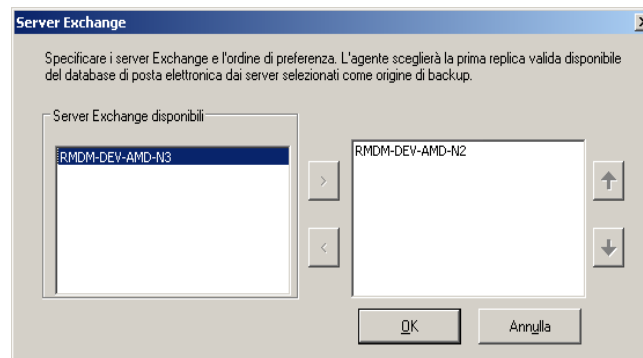 Server Exchange
Specificare i server Exchange e l'ordine di preferenza. L'agente sceglierà la prima replica valida disponibile
del database di posta elettronica dai server selezionati come origine di backup.
Server Exchange disponibili
RMDM-DEV-AMD-N3
RMDM-DEV-AMD-N2
>
<
OK
Annulla